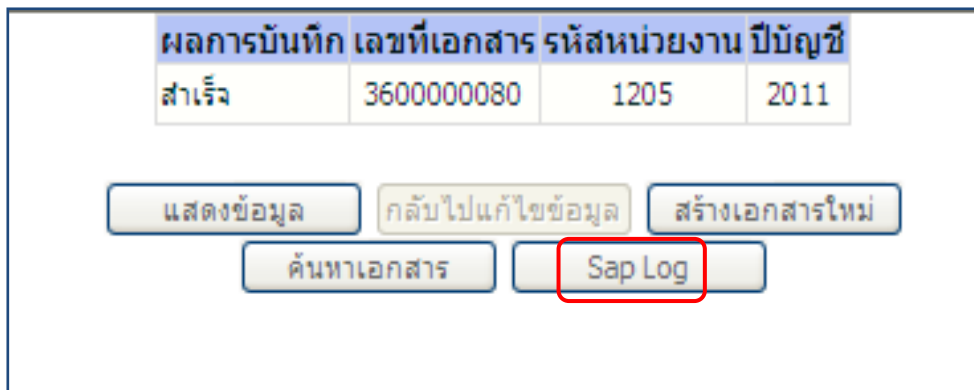 ผลการบันทึก เลขที่เอกสาร รหัสหน่วยงาน ปีบัญชี
สำเร็จ 3600000080 1205 2011
แสดงข้อมูล กลับไปแก้ไขข้อมูล สร้างเอกสารใหม่
ค้นหาเอกสาร Sap Log